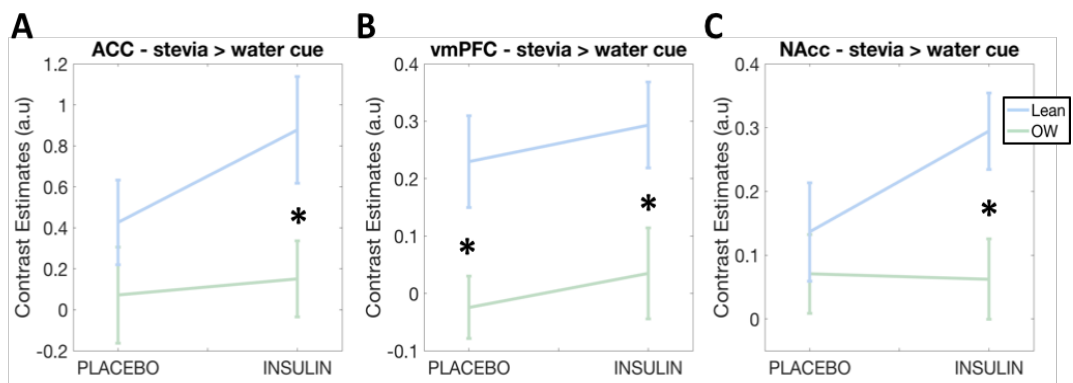 A
ACC - stevia > water cue
Contrast Estimates (a.u)
1.2
1
0.8
0.6
0.4
0.2
0
-0.2
*
PLACEBO
INSULIN
B
vmPFC - stevia > water cue
Contrast Estimates (a.u)
0.4
0.3
0.2
0.1
0
-0.1
*
*
PLACEBO
INSULIN
C
NAcc - stevia > water cue
Contrast Estimates (a.u)
0.4
0.3
0.2
0.1
0
Lean
OW
*
PLACEBO
INSULIN